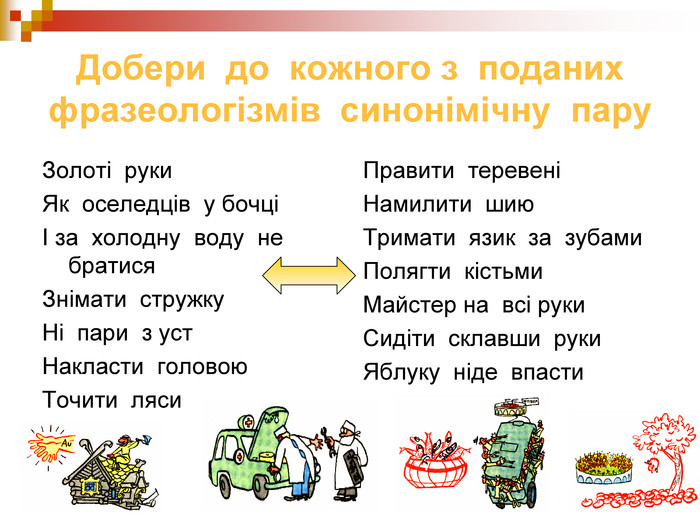 Добери до кожного з поданих
фразеологізмів синонімічну пару
Золоті руки
Як оселедців у бочці
І за холодну воду не
братися
Знімати стружку
Ні пари з уст
Накласти головою
Точити ляси
Правити теревені
Намилити шию
Тримати язик за зубами
Полягти кістьми
Майстер на всі руки
Сидіти склавши руки
Яблуку ніде впасти
Au